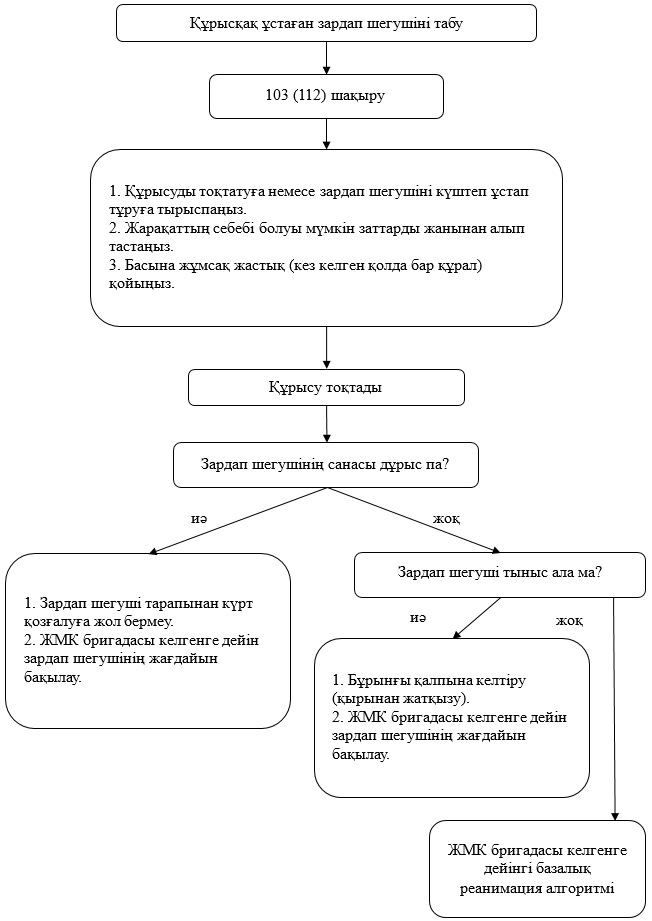 Құрысқақ ұстаған зардап шегушіні табу
103 (112) шақыру
1. Құрысуды тоқтатуға немесе зардап шегушіні күштеп ұстап
тұруға тырыспаңыз.
2. Жарақаттың себебі болуы мүмкін заттарды жанынан алып
тастаңыз.
3. Басына жұмсақ жастық (кез келген қолда бар құрал)
қойыңыз.
Құрысу тоқтады
Зардап шегушінің санасы дұрыс па?
иә
жоқ
1. Зардап шегуші тарапынан күрт
қозғалуға жол бермеу.
2. ЖМК бригадасы келгенге дейін
зардап шегушінің жағдайын
бақылау.
Зардап шегуші тыныс ала ма?
иә
жоқ
1. Бұрынғы қалпына келтіру
(қырынан жатқызу).
2. ЖМК бригадасы келгенге дейін
зардап шегушінің жағдайын
бақылау.
ЖМК бригадасы келгенге
дейінгі базалық
реанимация алгоритмі